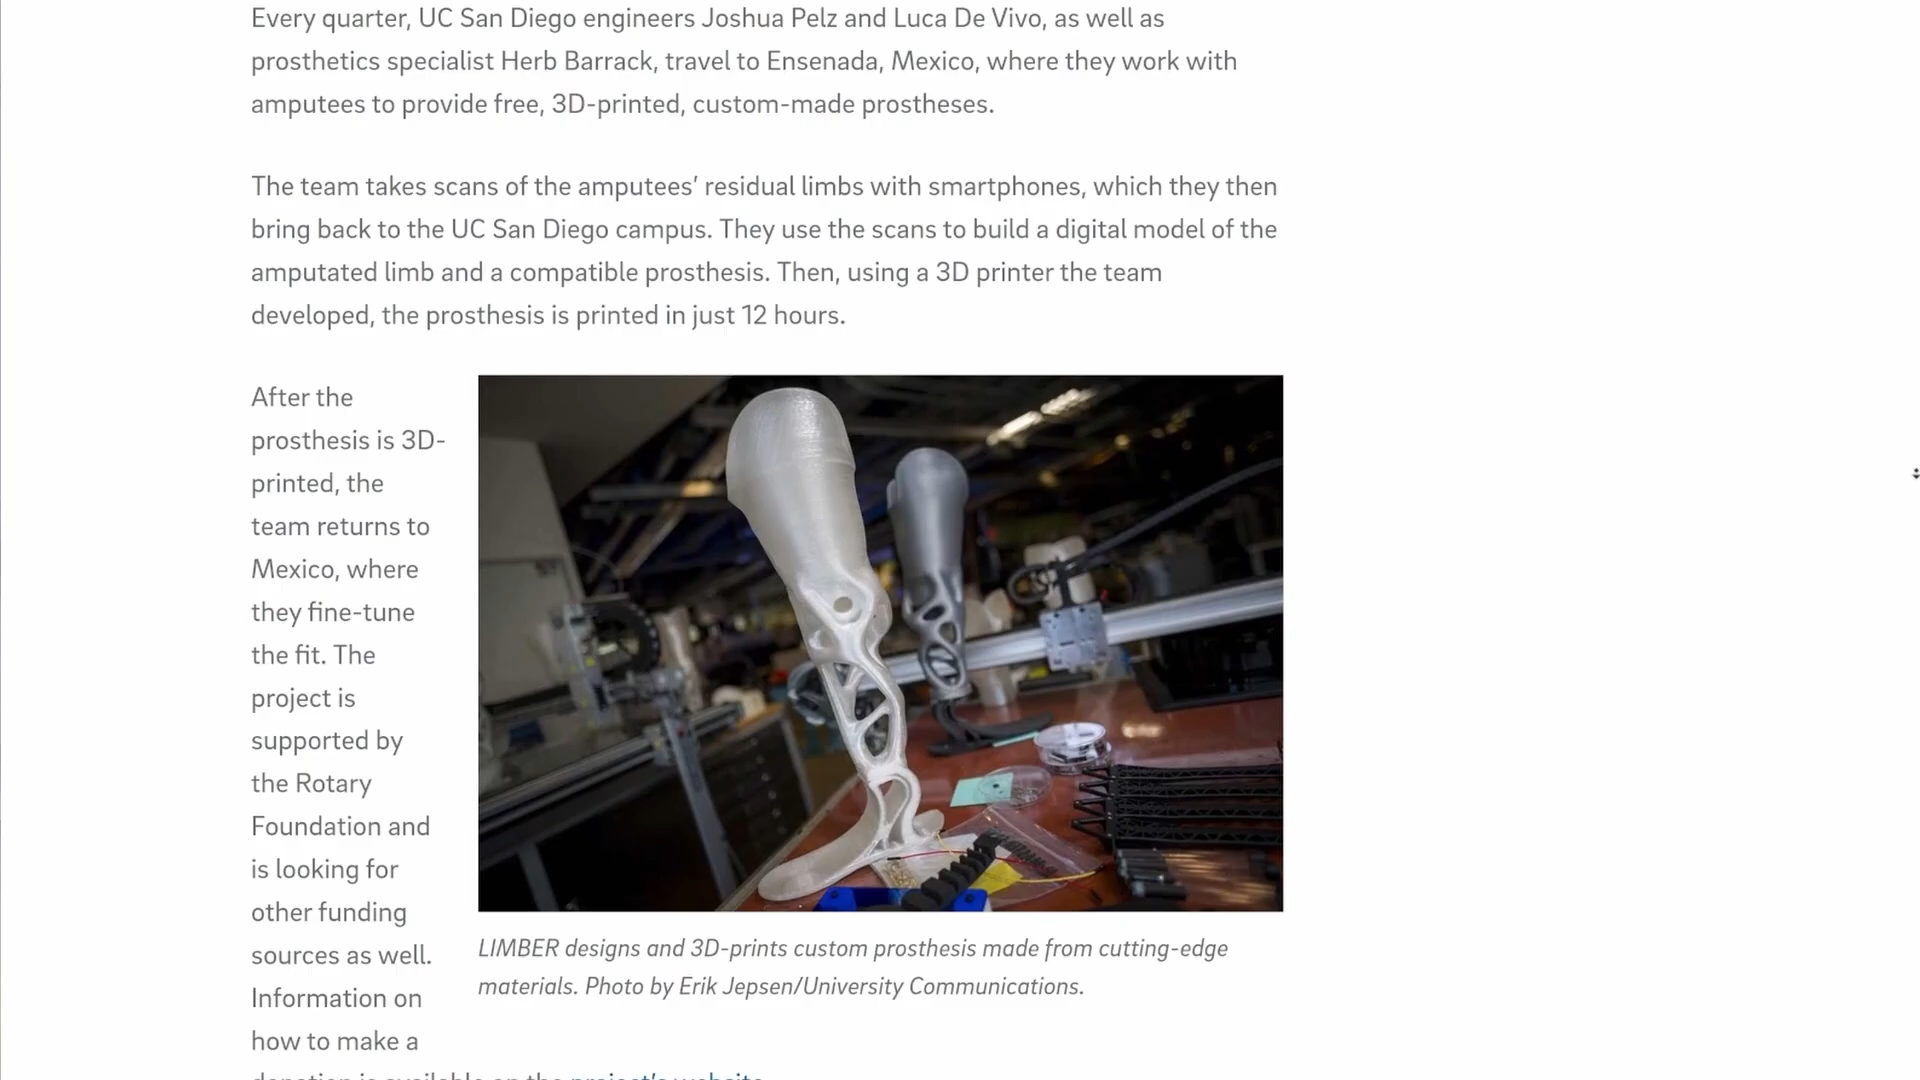 Every quarter, UC San Diego engineers Joshua Pelz and Luca De Vivo, as well as
prosthetics specialist Herb Barrack, travel to Ensenada, Mexico, where they work with
amputees to provide free, 3D-printed, custom-made prostheses.
The team takes scans of the amputees’ residual limbs with smartphones, which they then
bring back to the UC San Diego campus. They use the scans to build a digital model of the
amputated limb and a compatible prosthesis. Then, using a 3D printer the team
developed, the prosthesis is printed in just 12 hours.
After the
prosthesis is 3D-
printed, the
team returns to
Mexico, where
they fine-tune
the fit. The
project is
supported by
the Rotary
Foundation and
is looking for
other funding
sources as well.
Information on
how to make a
donation is available on the project’s website
LIMBER designs and 3D-prints custom prosthesis made from cutting-edge
materials. Photo by Erik Jepsen/University Communications.